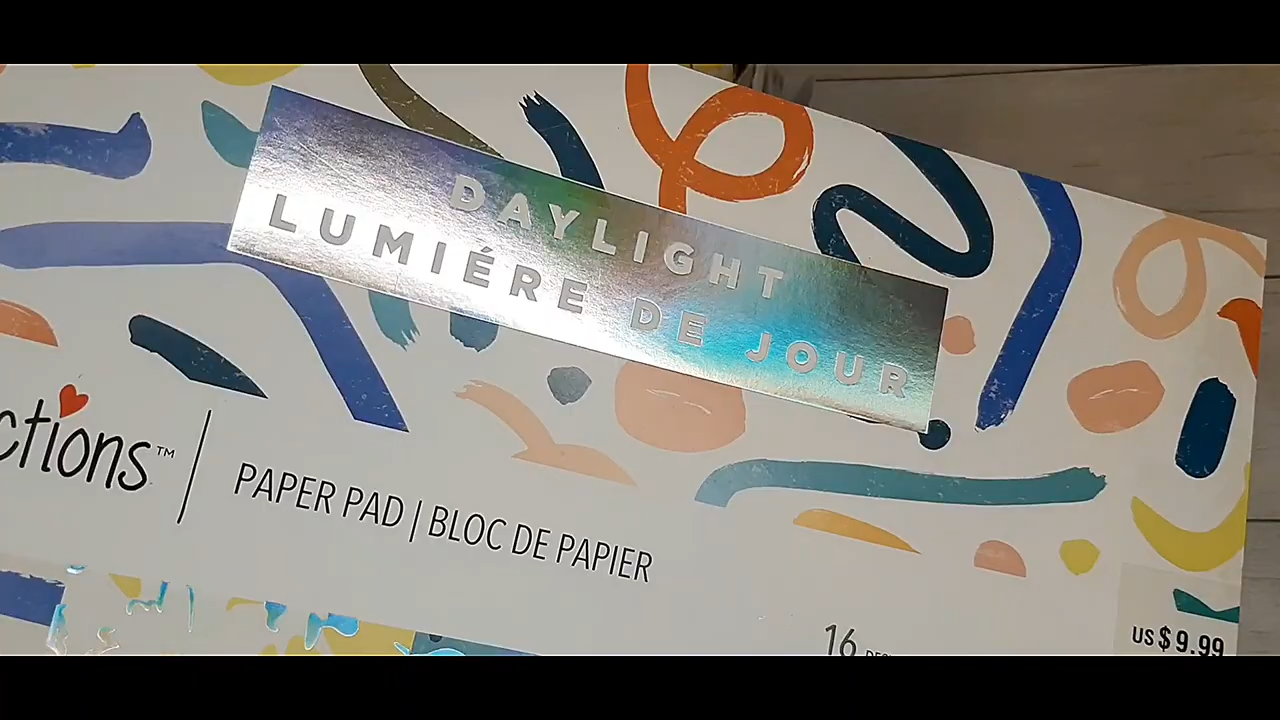 DAYLIGHT
LUMIÉRE DE JOUR
ctions™ | PAPER PAD | BLOC DE PAPIER
16
US $9.99